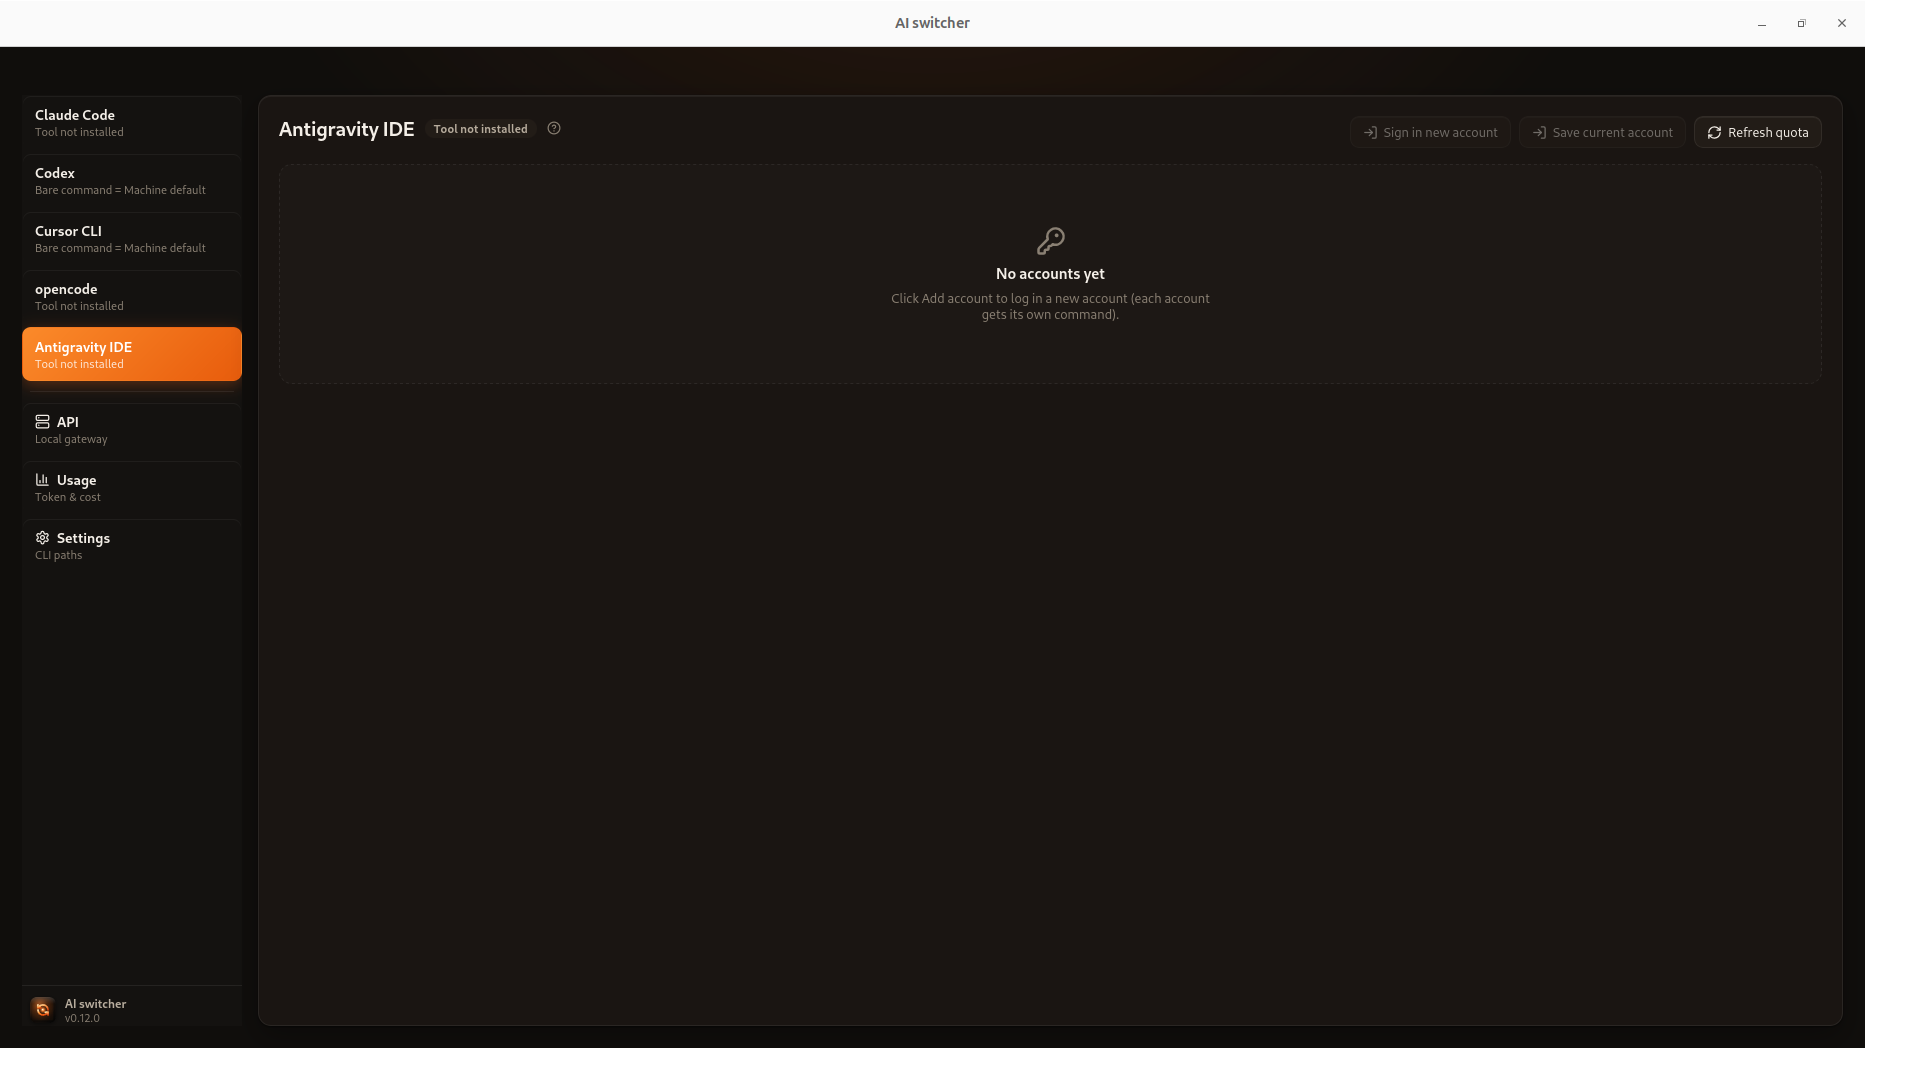 AI switcher
Claude Code
Tool not installed
Codex
Bare command = Machine default
Cursor CLI
Bare command = Machine default
opencode
Tool not installed
Antigravity IDE
Tool not installed
API
Local gateway
Usage
Token & cost
Settings
CLI paths
AI switcher
v0.12.0
Antigravity IDE
Tool not installed
Sign in new account
Save current account
Refresh quota
No accounts yet
Click Add account to log in a new account (each account
gets its own command).